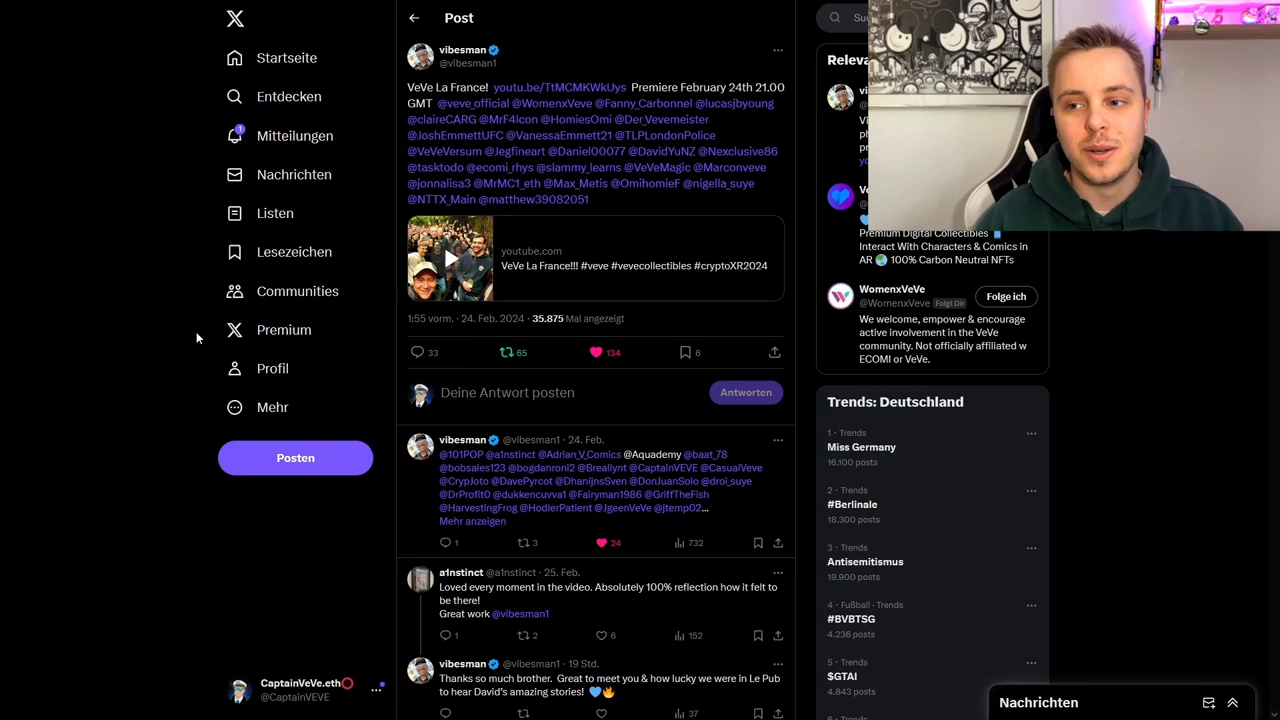 Startseite
Entdecken
1
Mitteilungen
Nachrichten
Listen
Lesezeichen
Communities
Premium
Profil
Mehr
Posten
CaptainVeVe.eth⭕
@CaptainVEVE
Post
vibesman
@vibesman1
VeVe La France! youtu.be/TtMCMKWkUys Premiere February 24th 21.00
GMT @veve_official @WomenxVeve @Fanny_Carbonnel @lucasjbyoung
@claireCARG @MrF4lcon @HomiesOmi @Der_Vevemeister
@JoshEmmettUFC @VanessaEmmett21 @TLPLondonPolice
@VeVeVersum @Jegfineart @Daniel00077 @DavidYuNZ @Nexclusive86
@tasktodo @ecomi_rhys @slammy_learns @VeVeMagic @Marconveve
@jonnalisa3 @MrMC1_eth @Max_Metis @OmihomieF @nigella_suye
@NTTX_Main @matthew39082051
youtube.com
VeVe La France!!! #veve #vevecollectibles #cryptoXR2024
1:55 vorm. · 24. Feb. 2024 · 35.875 Mal angezeigt
33 65 134 6
Deine Antwort posten
Antworten
vibesman @vibesman1 · 24. Feb.
@101POP @a1nstinct @Adrian_V_Comics @Aquademy @baat_78
@bobsales123 @bogdanroni2 @Breallynt @CaptainVEVE @CasualVeve
@CrypJoto @DavePyrcot @DhanijnsSven @DonJuanSolo @droi_suye
@DrProfit0 @dukkencuvva1 @Fairyman1986 @GriffTheFish
@HarvestingFrog @HodlerPatient @JgeenVeVe @jtemp02...
Mehr anzeigen
1 3 24 732
a1nstinct @a1nstinct · 25. Feb.
Loved every moment in the video. Absolutely 100% reflection how it felt to
be there!
Great work @vibesman1
1 2 6 152
vibesman @vibesman1 · 19 Std.
Thanks so much brother. Great to meet you & how lucky we were in Le Pub
to hear David's amazing stories! 💙🔥
37
Su
Releva
Premium Digital Collectibles
Interact With Characters & Comics in
AR 🌏 100% Carbon Neutral NFTs
WomenxVeVe
@WomenxVeve Folgt Dir
Folge ich
We welcome, empower & encourage
active involvement in the VeVe
community. Not officially affiliated w
ECOMI or VeVe.
Trends: Deutschland
1 · Trends
Miss Germany
16.100 posts
2 · Trends
#Berlinale
18.300 posts
3 · Trends
Antisemitismus
19.900 posts
4 · Fußball · Trends
#BVBTSG
4.236 posts
5 · Trends
$GTAI
4.843 posts
Nachrichten